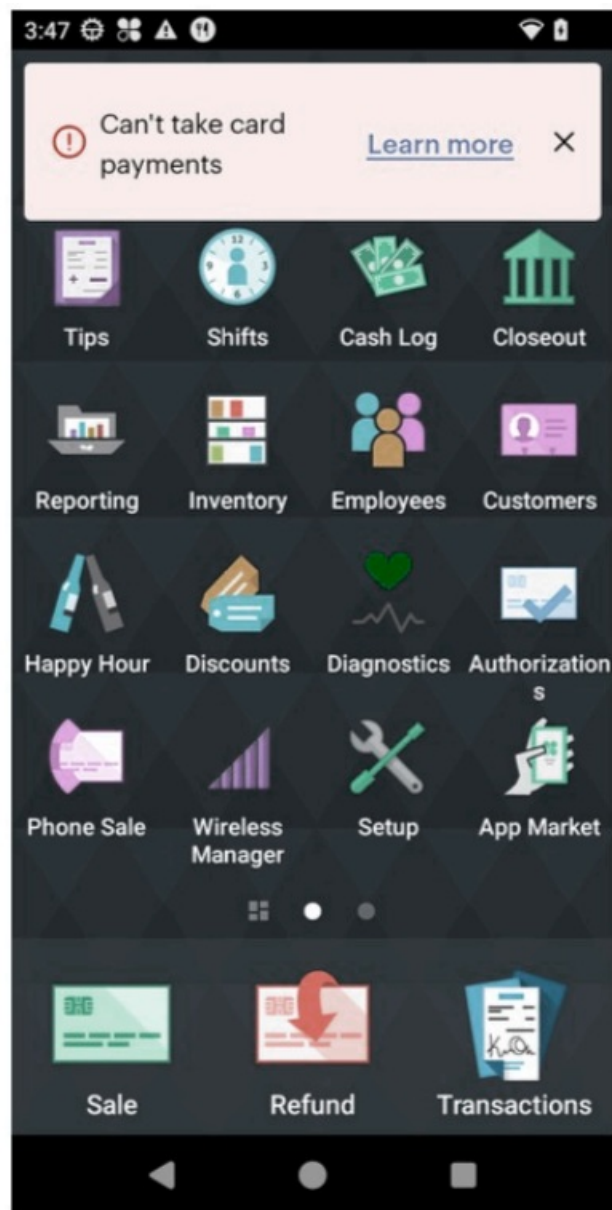 3:47
Can't take card
payments
Learn more
Tips Shifts Cash Log Closeout
Reporting Inventory Employees Customers
Happy Hour Discounts Diagnostics Authorization
s
Phone Sale Wireless Setup App Market
Manager
Sale Refund Transactions